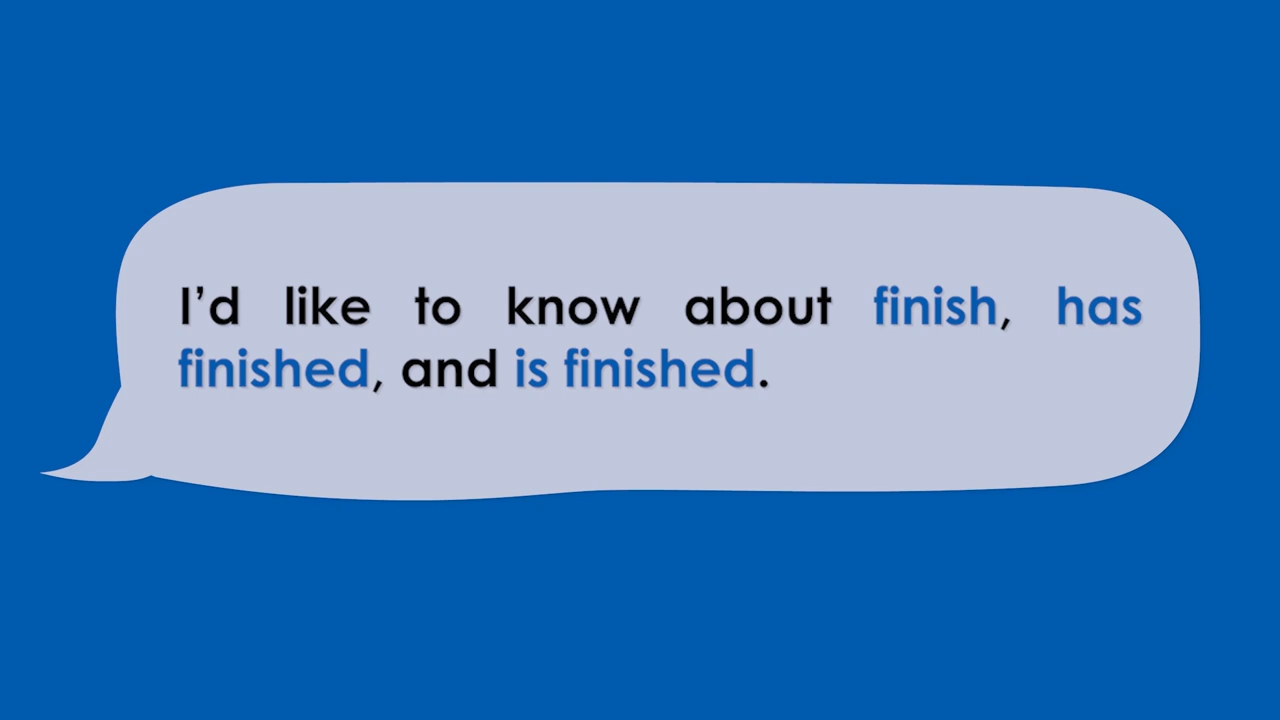 I’d like to know about finish, has
finished, and is finished.